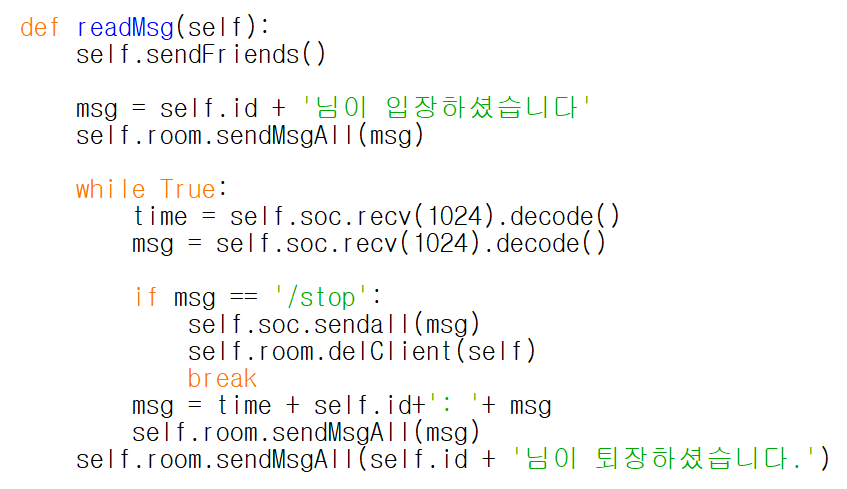 def readMsg(self):
    self.sendFriends()

    msg = self.id + '님이 입장하셨습니다'
    self.room.sendMsgAll(msg)

    while True:
        time = self.soc.recv(1024).decode()
        msg = self.soc.recv(1024).decode()

        if msg == '/stop':
            self.soc.sendall(msg)
            self.room.delClient(self)
            break
        msg = time + self.id+': '+ msg
        self.room.sendMsgAll(msg)
    self.room.sendMsgAll(self.id + '님이 퇴장하셨습니다.')